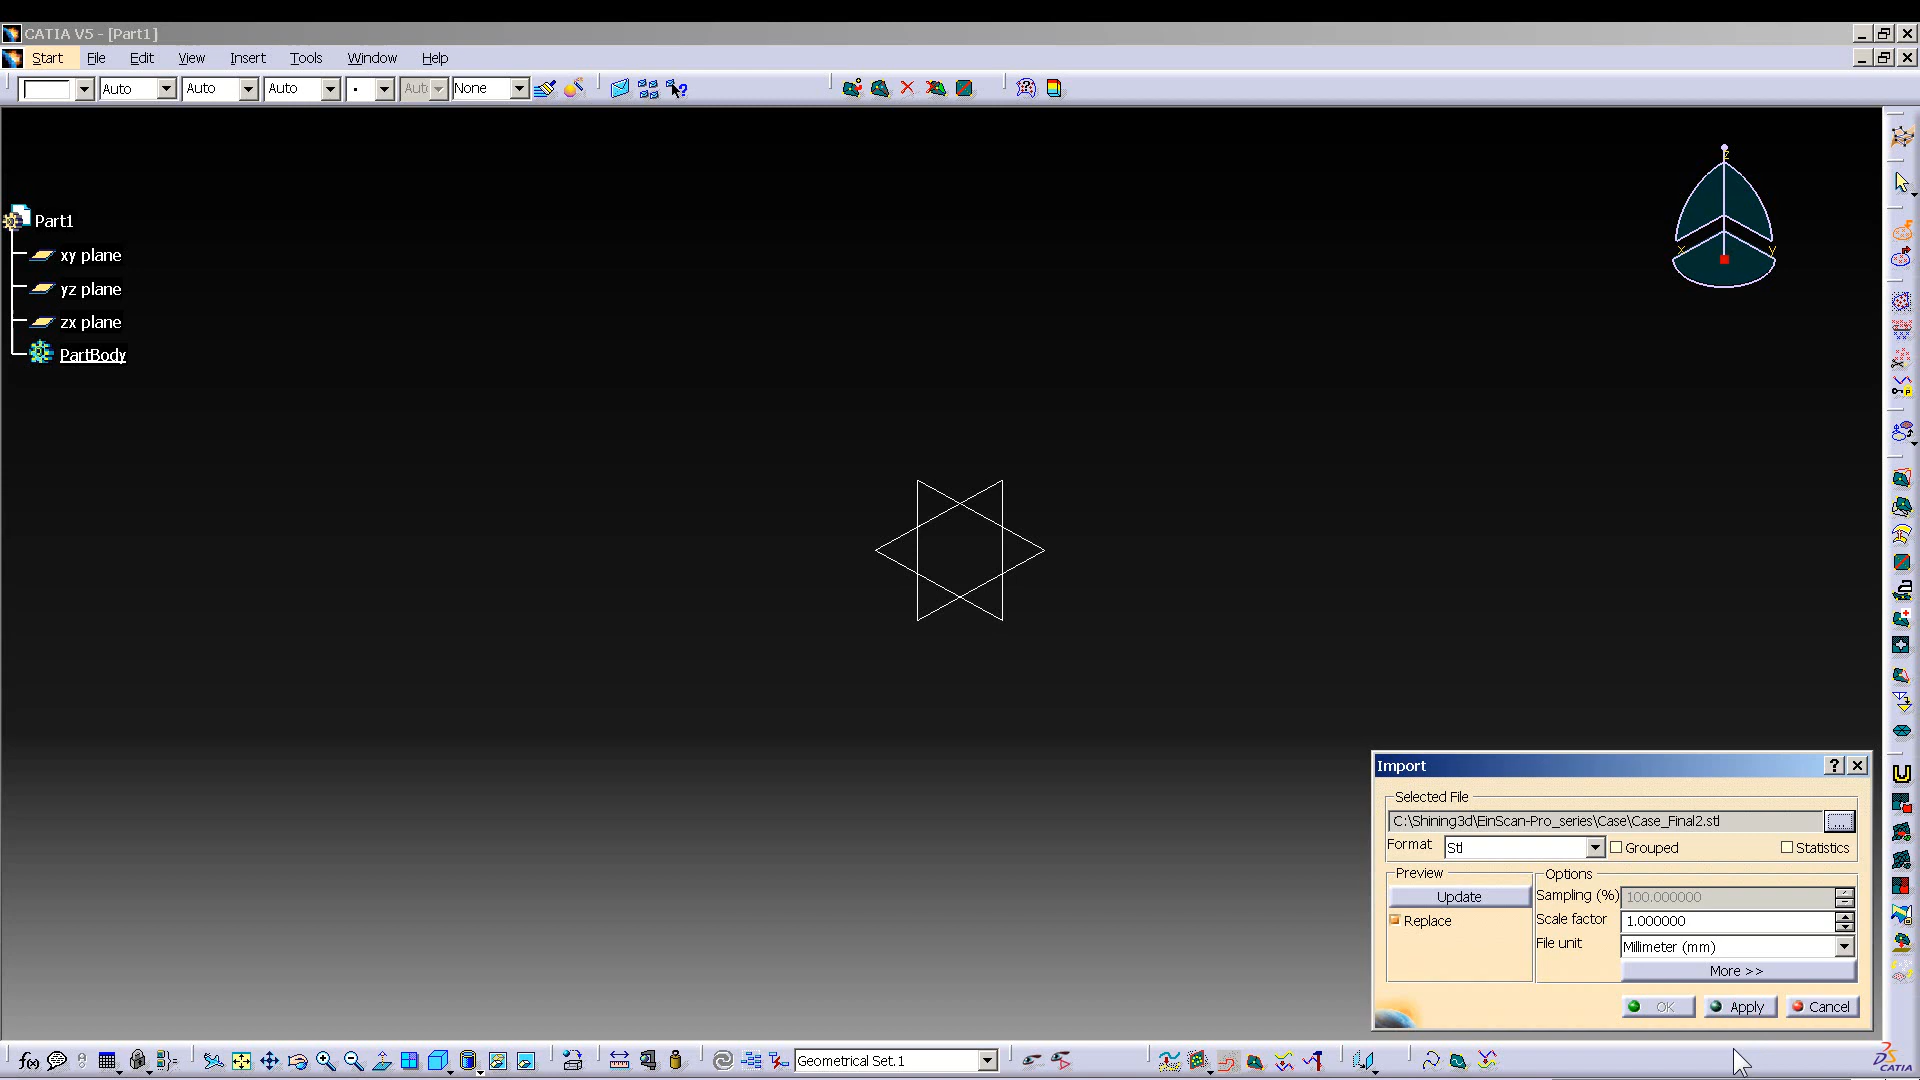 CATIA V5 - [Part1]
Start File Edit View Insert Tools Window Help
Auto Auto Auto Aut None
Part1
xy plane
yz plane
zx plane
PartBody
z
x y
Import
Selected File
C:\Shining3d\EinScan-Pro_series\Case\Case_Final2.stl ...
Format Stl Grouped Statistics
Preview Options
Update Sampling (%) 100.000000
Replace Scale factor 1.000000
File unit Millimeter (mm)
More >>
OK Apply Cancel
f(x) Geometrical Set.1
CATIA